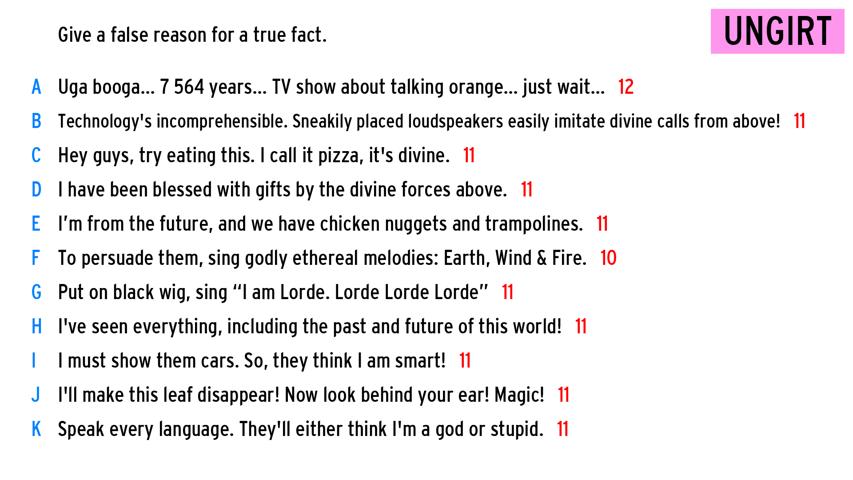 Give a false reason for a true fact.
UNGIRT
A Uga booga... 7 564 years... TV show about talking orange... just wait... 12
B Technology's incomprehensible. Sneakily placed loudspeakers easily imitate divine calls from above! 11
C Hey guys, try eating this. I call it pizza, it's divine. 11
D I have been blessed with gifts by the divine forces above. 11
E I’m from the future, and we have chicken nuggets and trampolines. 11
F To persuade them, sing godly ethereal melodies: Earth, Wind & Fire. 10
G Put on black wig, sing “I am Lorde. Lorde Lorde Lorde” 11
H I've seen everything, including the past and future of this world! 11
I I must show them cars. So, they think I am smart! 11
J I'll make this leaf disappear! Now look behind your ear! Magic! 11
K Speak every language. They'll either think I'm a god or stupid. 11